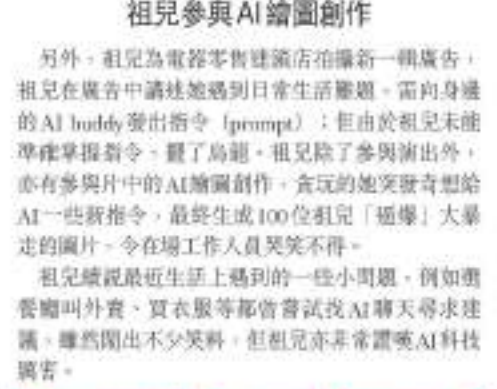 祖兒參與AI繪圖創作
另外,祖兒為電器零售連鎖店拍攝新一輯廣告,
祖兒在廣告中講述她遇到日常生活難題,需向身邊
的AI buddy發出指令(prompt);但由於祖兒未能
準確掌握指令,擺了烏龍。祖兒除了參與演出外,
亦有參與片中的AI繪圖創作,貪玩的她突發奇想給
AI一些新指令,最終生成100位祖兒「逼爆」大暴
走的圖片,令在場工作人員哭笑不得。
祖兒續說最近生活上遇到的一些小問題,例如選
餐廳叫外賣、買衣服等都曾嘗試找AI聊天尋求建
議,雖然鬧出不少笑料,但祖兒亦非常讚嘆AI科技
厲害。